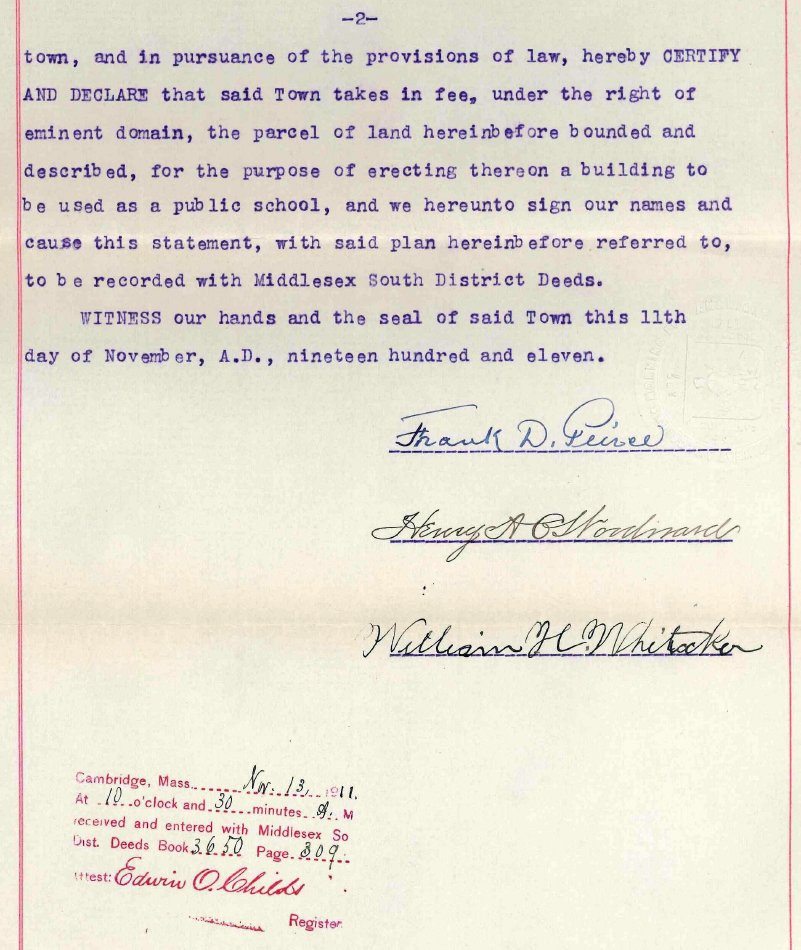 -2-
town, and in pursuance of the provisions of law, hereby CERTIFY
AND DECLARE that said Town takes in fee, under the right of
eminent domain, the parcel of land hereinbefore bounded and
described, for the purpose of erecting thereon a building to
be used as a public school, and we hereunto sign our names and
cause this statement, with said plan hereinbefore referred to,
to be recorded with Middlesex South District Deeds.
WITNESS our hands and the seal of said Town this 11th
day of November, A.D., nineteen hundred and eleven.
Frank D. Peirce
Henry A C Woodward
William H. Whitaker
Cambridge, Mass. Nov. 13, 1911.
At 10 o'clock and 30 minutes A. M
received and entered with Middlesex So
Dist. Deeds Book 3650 Page 309
ttest: Edwin O. Childs
Register